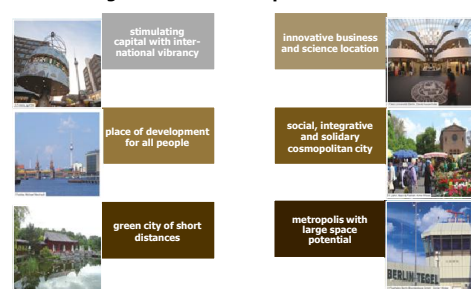 stimulating
capital with inter-
national vibrancy
innovative business
and science location
place of development
for all people
social, integrative
and solidary
cosmopolitan city
green city of short
distances
metropolis with
large space
potential
BERLIN-TEGEL